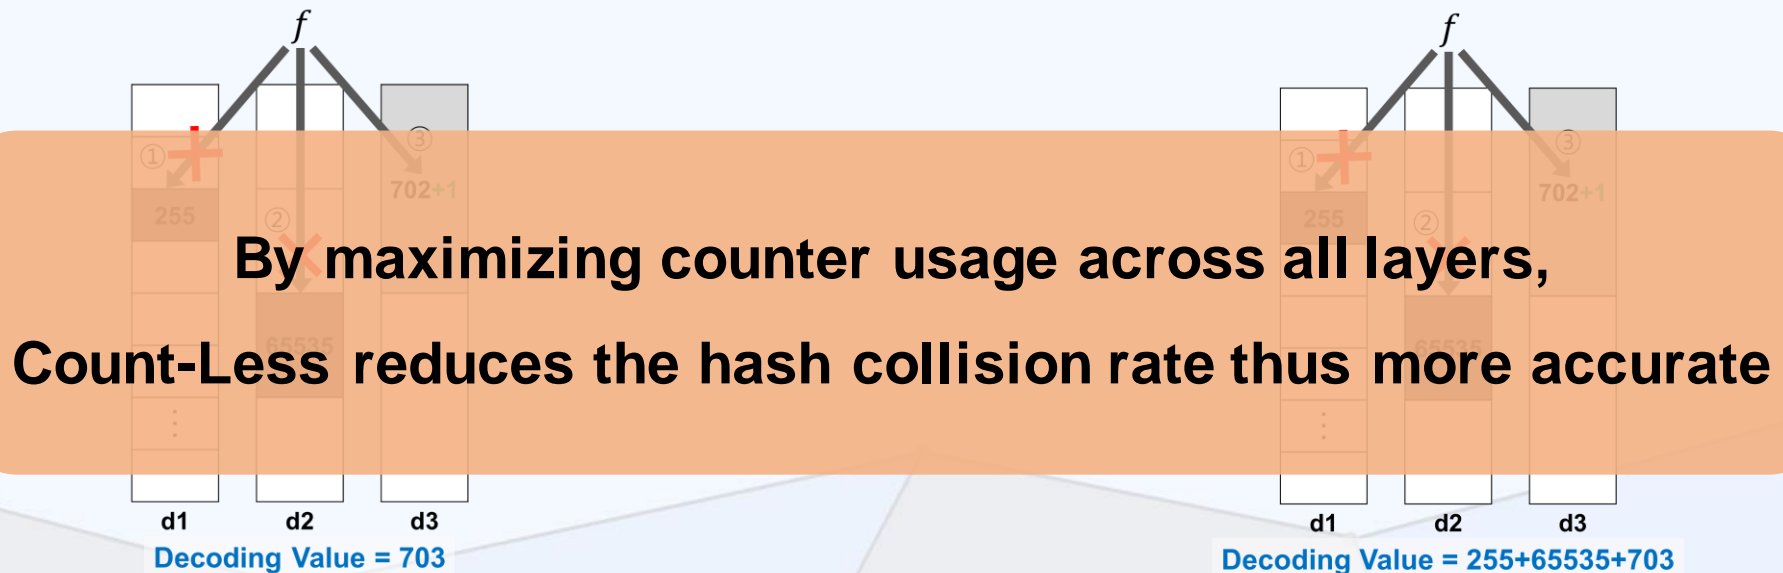 f
f
①
③
702+1
255
②
65535
⋮
①
③
702+1
255
②
65535
⋮
By maximizing counter usage across all layers,
Count-Less reduces the hash collision rate thus more accurate
d1 d2 d3
Decoding Value = 703
d1 d2 d3
Decoding Value = 255+65535+703